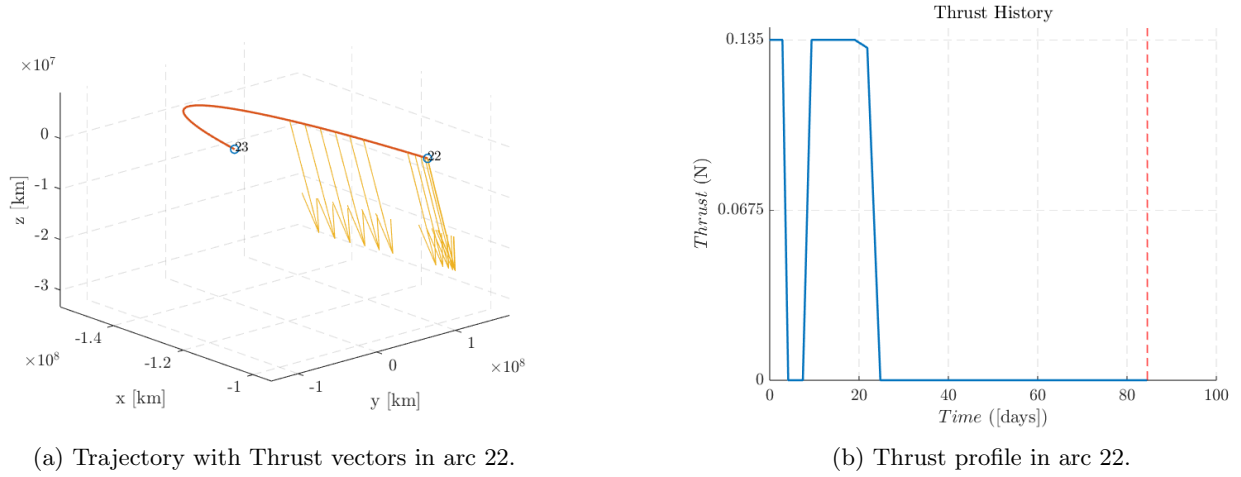 ×10⁷
0
-1
-2
-3
z [km]
23
22
-1.4
-1.2
-1
×10⁸
x [km]
-1
0
1
×10⁸
y [km]
(a) Trajectory with Thrust vectors in arc 22.
Thrust History
0.135
0.0675
0
Thrust (N)
0 20 40 60 80 100
Time ([days])
(b) Thrust profile in arc 22.